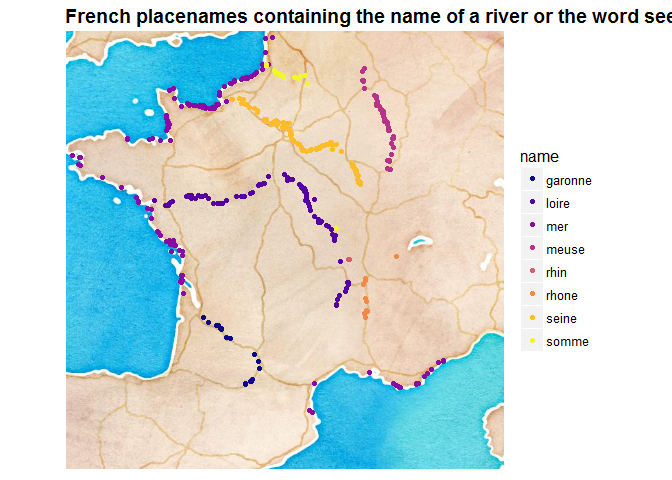 French placenames containing the name of a river or the word see
name
garonne
loire
mer
meuse
rhin
rhone
seine
somme